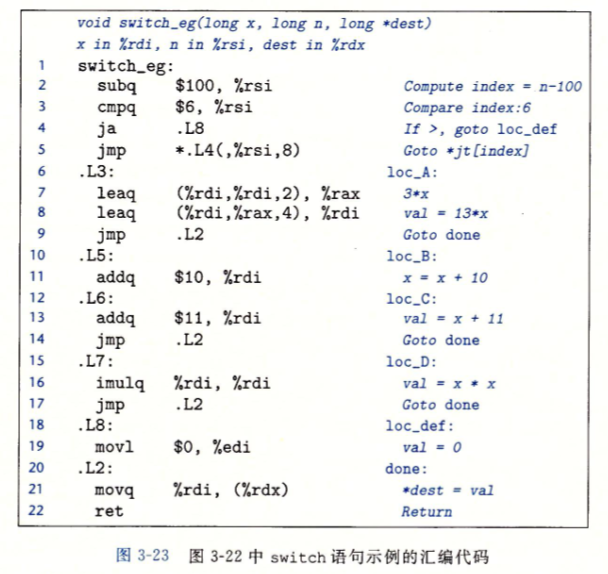 void switch_eg(long x, long n, long *dest)
x in %rdi, n in %rsi, dest in %rdx
1 switch_eg:
2 subq $100, %rsi Compute index = n-100
3 cmpq $6, %rsi Compare index:6
4 ja .L8 If >, goto loc_def
5 jmp *.L4(,%rsi,8) Goto *jt[index]
6 .L3: loc_A:
7 leaq (%rdi,%rdi,2), %rax 3*x
8 leaq (%rdi,%rax,4), %rdi val = 13*x
9 jmp .L2 Goto done
10 .L5: loc_B:
11 addq $10, %rdi x = x + 10
12 .L6: loc_C:
13 addq $11, %rdi val = x + 11
14 jmp .L2 Goto done
15 .L7: loc_D:
16 imulq %rdi, %rdi val = x * x
17 jmp .L2 Goto done
18 .L8: loc_def:
19 movl $0, %edi val = 0
20 .L2: done:
21 movq %rdi, (%rdx) *dest = val
22 ret Return
图 3-23 图 3-22 中 switch 语句示例的汇编代码